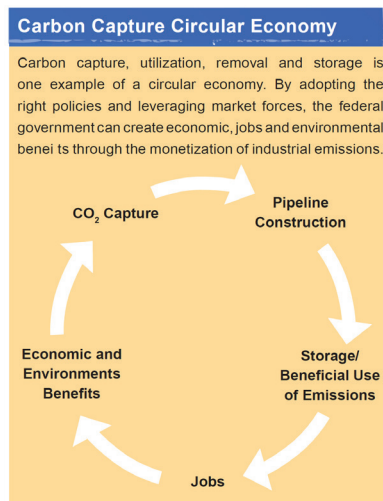 Carbon Capture Circular Economy
Carbon capture, utilization, removal and storage is
one example of a circular economy. By adopting the
right policies and leveraging market forces, the federal
government can create economic, jobs and environmental
benei ts through the monetization of industrial emissions.
CO₂ Capture
Pipeline
Construction
Economic and
Environments
Benefits
Storage/
Beneficial Use
of Emissions
Jobs